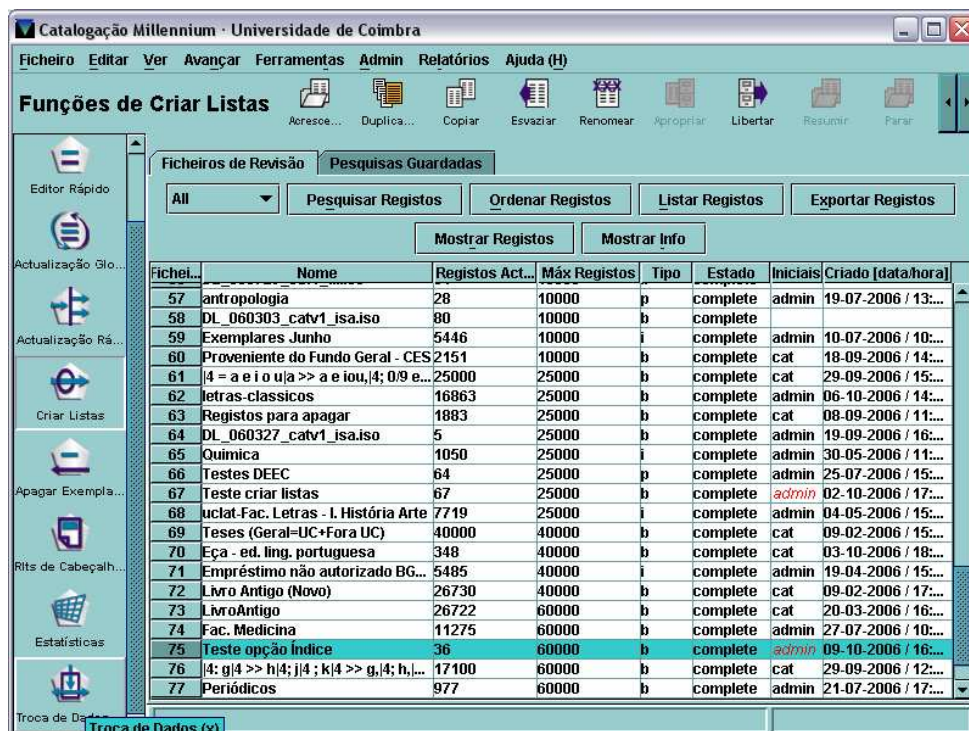 Catalogação Millennium · Universidade de Coimbra
Ficheiro Editar Ver Avançar Ferramentas Admin Relatórios Ajuda (H)
Funções de Criar Listas
Acresce... Duplica... Copiar Esvaziar Renomear Apropriar Libertar Resumir Parar
Editor Rápido
Actualização Glo...
Actualização Rá...
Criar Listas
Apagar Exempla...
Rlts de Cabeçalh...
Estatísticas
Troca de Dados
Troca de Dados (x)
Ficheiros de Revisão Pesquisas Guardadas
All Pesquisar Registos Ordenar Registos Listar Registos Exportar Registos
Mostrar Registos Mostrar Info
Fichei... Nome Registos Act... Máx Registos Tipo Estado Iniciais Criado [data/hora]
57 antropologia 28 10000 p complete admin 19-07-2006 / 13:...
58 DL_060303_catv1_isa.iso 80 10000 b complete
59 Exemplares Junho 5446 10000 i complete admin 10-07-2006 / 10:...
60 Proveniente do Fundo Geral - CES 2151 10000 b complete cat 18-09-2006 / 14:...
61 |4 = a e i o u|a >> a e iou,|4; 0/9 e... 25000 25000 b complete cat 29-09-2006 / 15:...
62 letras-classicos 16863 25000 b complete admin 06-10-2006 / 14:...
63 Registos para apagar 1883 25000 b complete cat 08-09-2006 / 11:...
64 DL_060327_catv1_isa.iso 5 25000 b complete admin 19-09-2006 / 16:...
65 Quimica 1050 25000 i complete admin 30-05-2006 / 11:...
66 Testes DEEC 64 25000 p complete admin 25-07-2006 / 15:...
67 Teste criar listas 67 25000 b complete admin 02-10-2006 / 17:...
68 uclat-Fac. Letras - I. História Arte 7719 25000 i complete admin 04-05-2006 / 15:...
69 Teses (Geral=UC+Fora UC) 40000 40000 b complete cat 09-02-2006 / 15:...
70 Eça - ed. ling. portuguesa 348 40000 b complete cat 03-10-2006 / 18:...
71 Empréstimo não autorizado BG... 5485 40000 i complete admin 19-04-2006 / 15:...
72 Livro Antigo (Novo) 26730 40000 b complete cat 09-02-2006 / 17:...
73 LivroAntigo 26722 60000 b complete cat 20-03-2006 / 16:...
74 Fac. Medicina 11275 60000 b complete admin 27-07-2006 / 10:...
75 Teste opção Índice 36 60000 b complete admin 09-10-2006 / 16:...
76 |4: g|4 >> h|4; j|4 ; k|4 >> g,|4; h,|... 17100 60000 b complete cat 29-09-2006 / 12:...
77 Periódicos 977 60000 b complete admin 21-07-2006 / 17:...